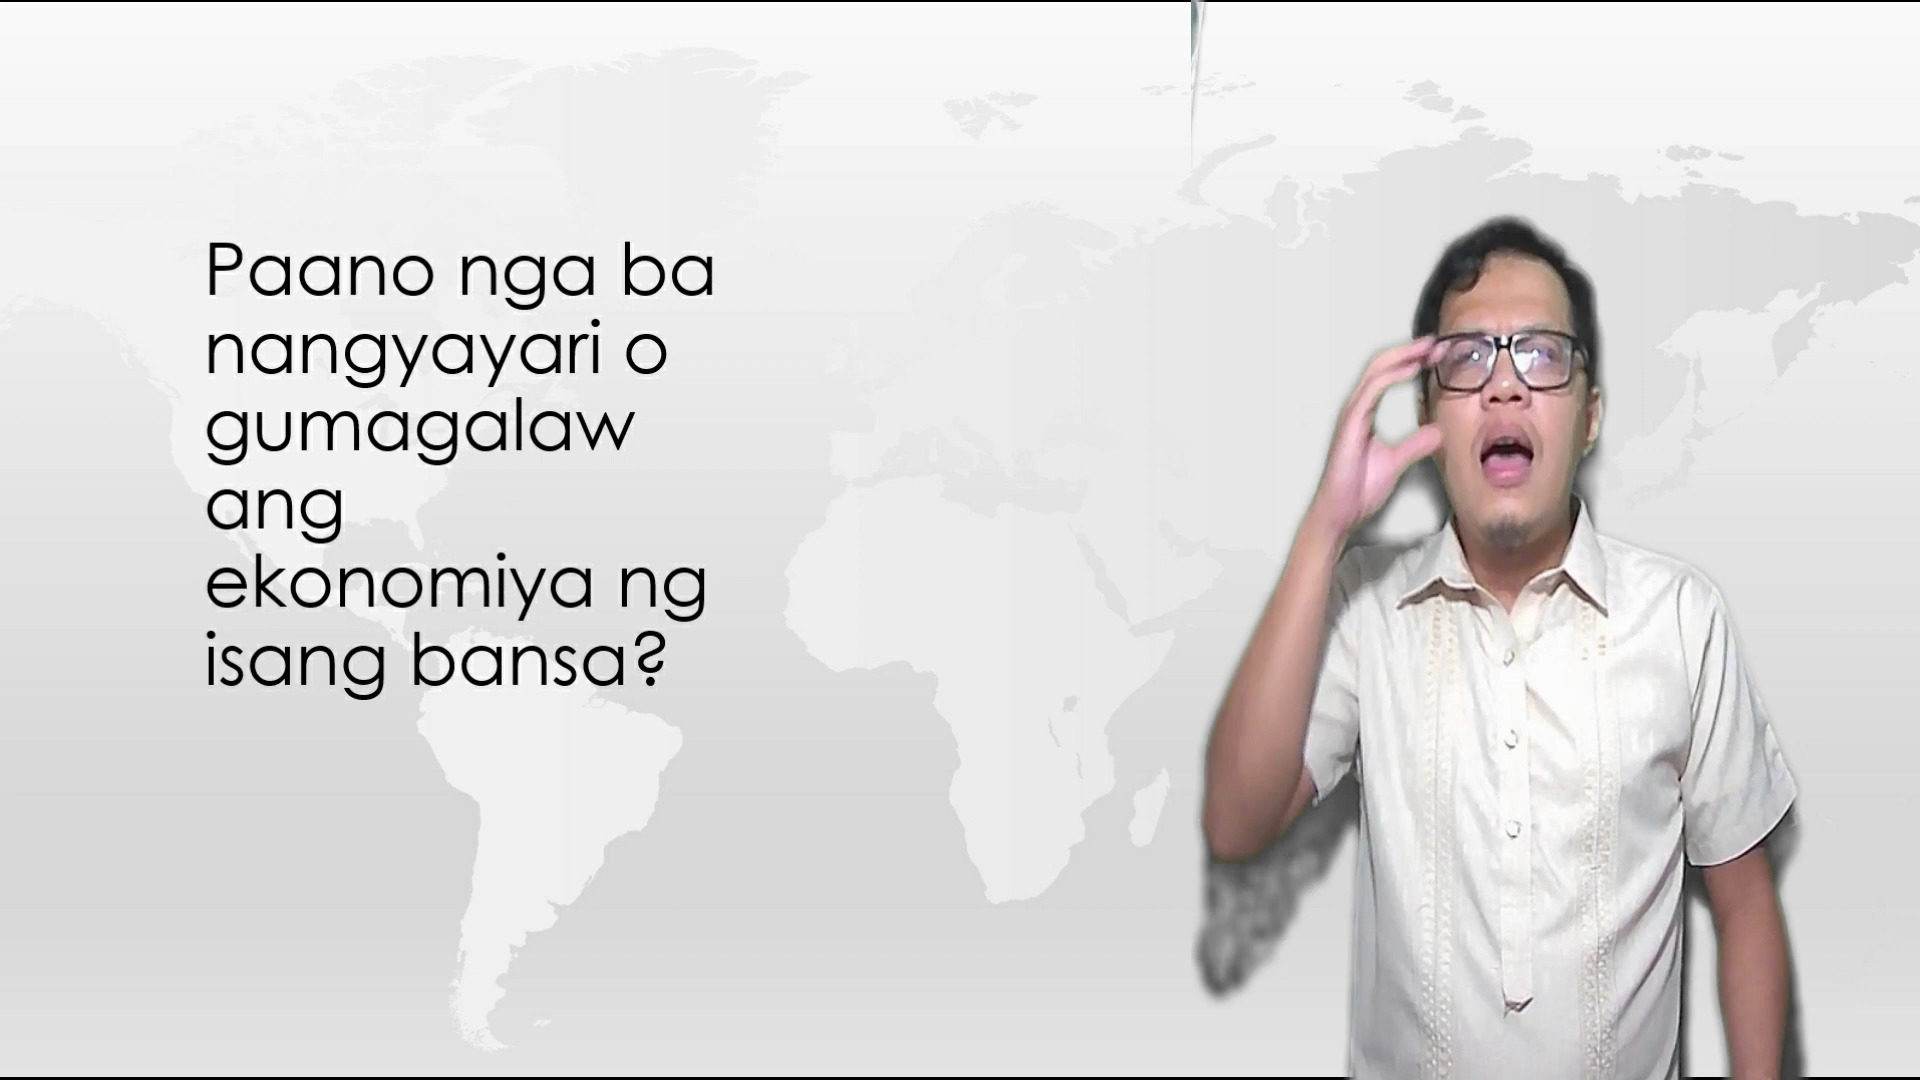 Paano nga ba
nangyayari o
gumagalaw
ang
ekonomiya ng
isang bansa?